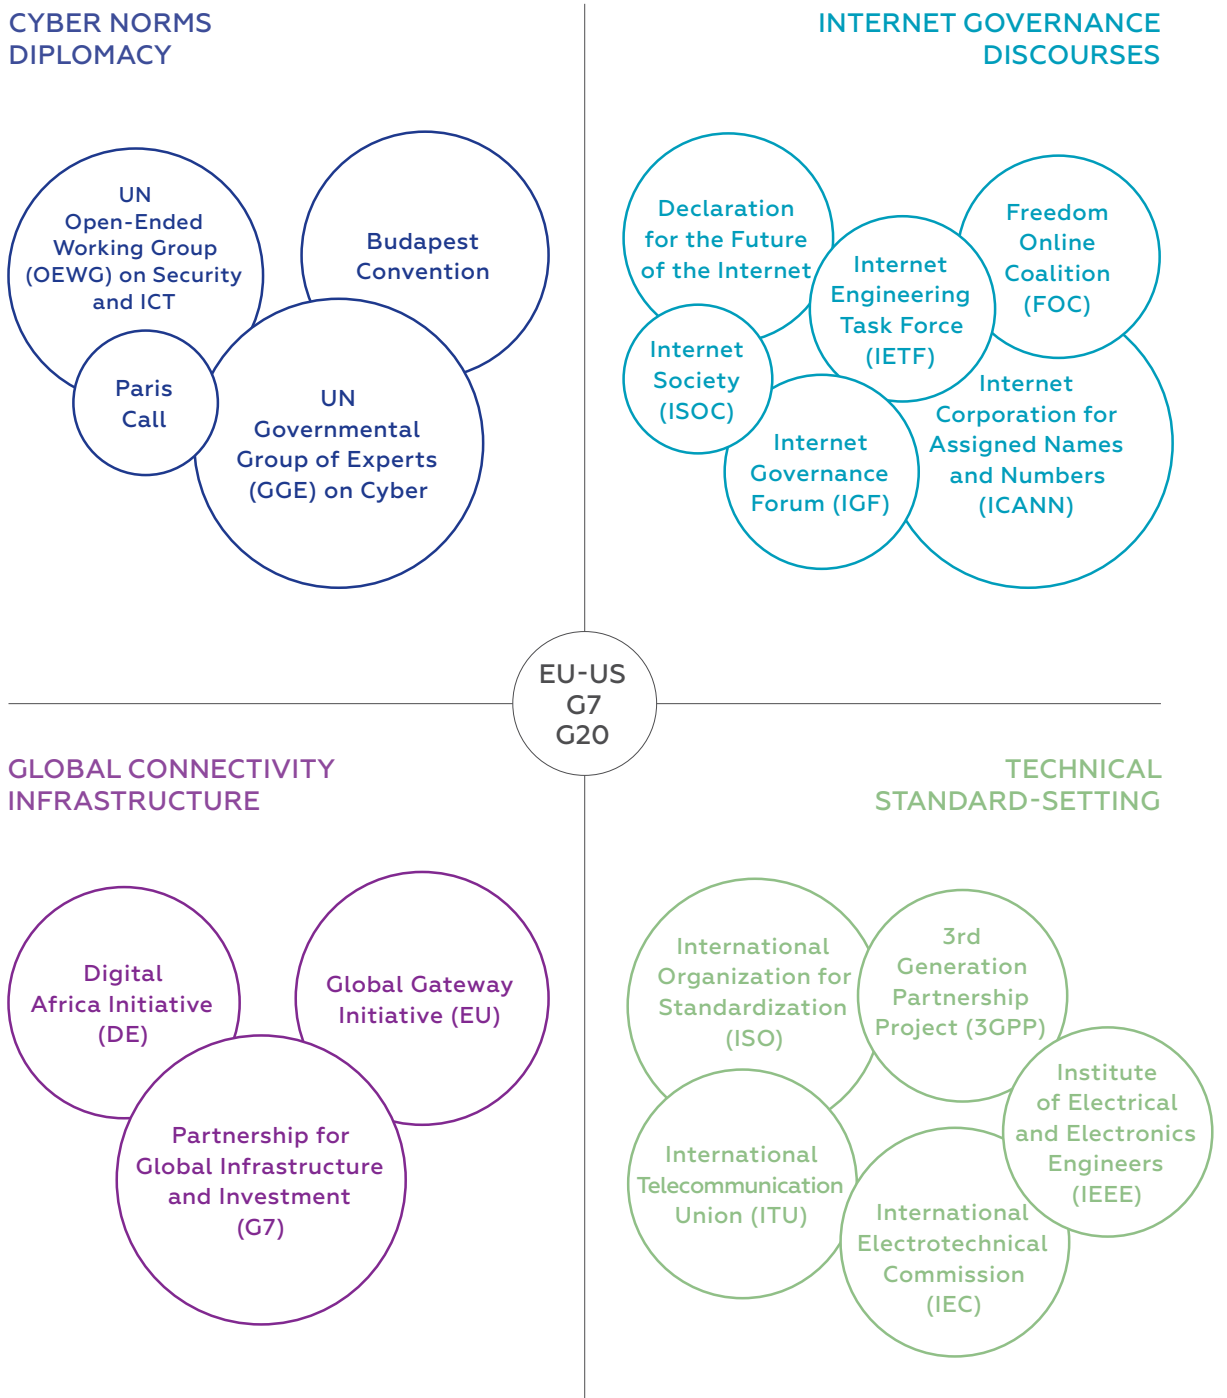 CYBER NORMS
DIPLOMACY
UN
Open-Ended
Working Group
(OEWG) on Security
and ICT
Budapest
Convention
Paris
Call
UN
Governmental
Group of Experts
(GGE) on Cyber
INTERNET GOVERNANCE
DISCOURSES
Declaration
for the Future
of the Internet
Internet
Engineering
Task Force
(IETF)
Freedom
Online
Coalition
(FOC)
Internet
Society
(ISOC)
Internet
Governance
Forum (IGF)
Internet
Corporation for
Assigned Names
and Numbers
(ICANN)
EU-US
G7
G20
GLOBAL CONNECTIVITY
INFRASTRUCTURE
Digital
Africa Initiative
(DE)
Global Gateway
Initiative (EU)
Partnership for
Global Infrastructure
and Investment
(G7)
TECHNICAL
STANDARD-SETTING
International
Organization for
Standardization
(ISO)
3rd
Generation
Partnership
Project (3GPP)
Institute
of Electrical
and Electronics
Engineers
(IEEE)
International
Telecommunication
Union (ITU)
International
Electrotechnical
Commission
(IEC)